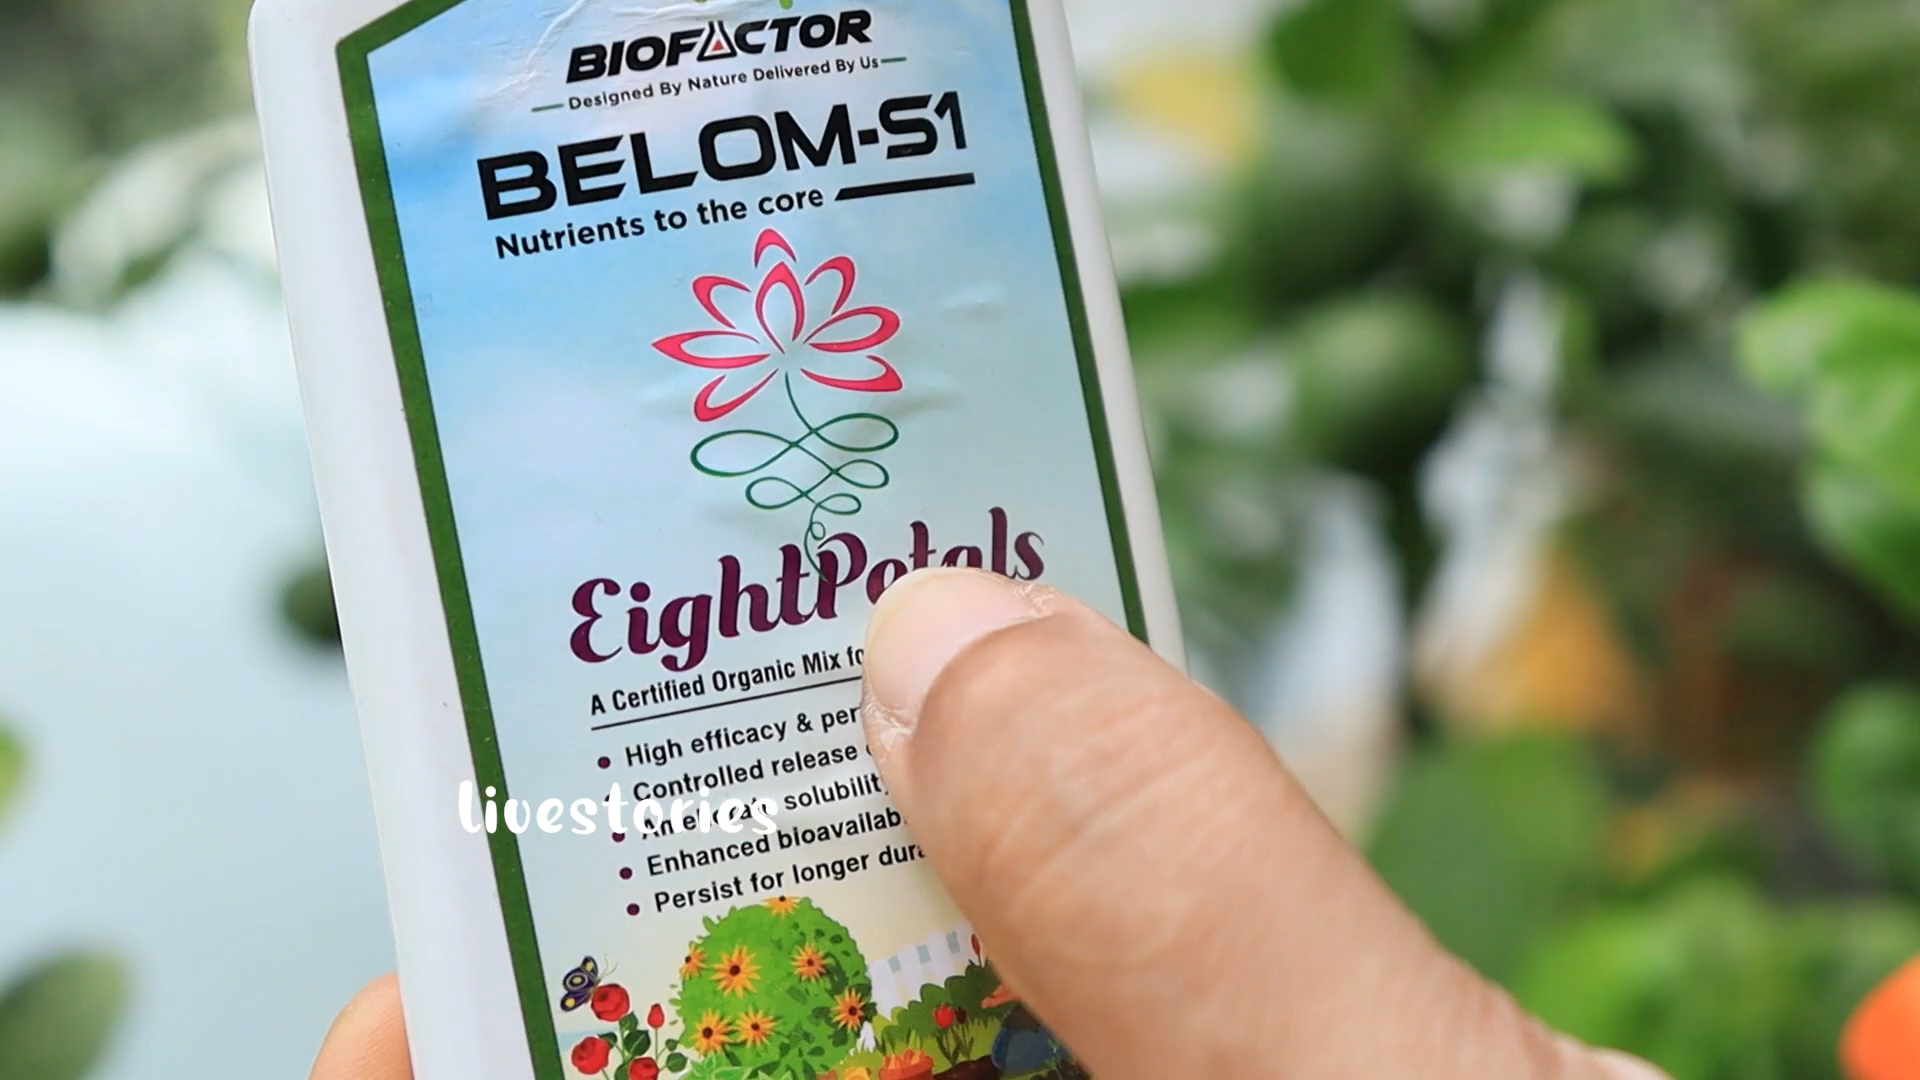 BIOFACTOR
Designed By Nature Delivered By Us
BELOM-S1
Nutrients to the core
EightPetals
A Certified Organic Mix
High efficacy &
Controlled release
solubility
Enhanced
Persist for longer
livestories